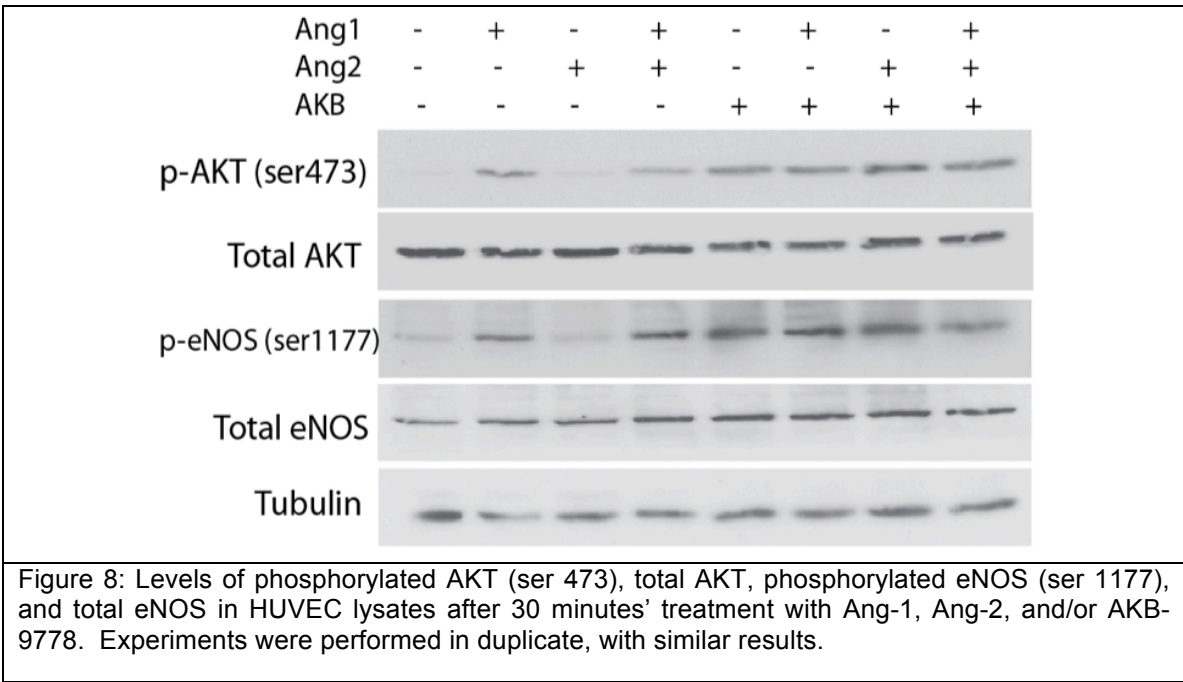 Ang1 - + - + - + - +
Ang2 - - + + - - + +
AKB - - - - + + + +
p-AKT (ser473)
Total AKT
p-eNOS (ser1177)
Total eNOS
Tubulin
Figure 8: Levels of phosphorylated AKT (ser 473), total AKT, phosphorylated eNOS (ser 1177),
and total eNOS in HUVEC lysates after 30 minutes’ treatment with Ang-1, Ang-2, and/or AKB-
9778. Experiments were performed in duplicate, with similar results.